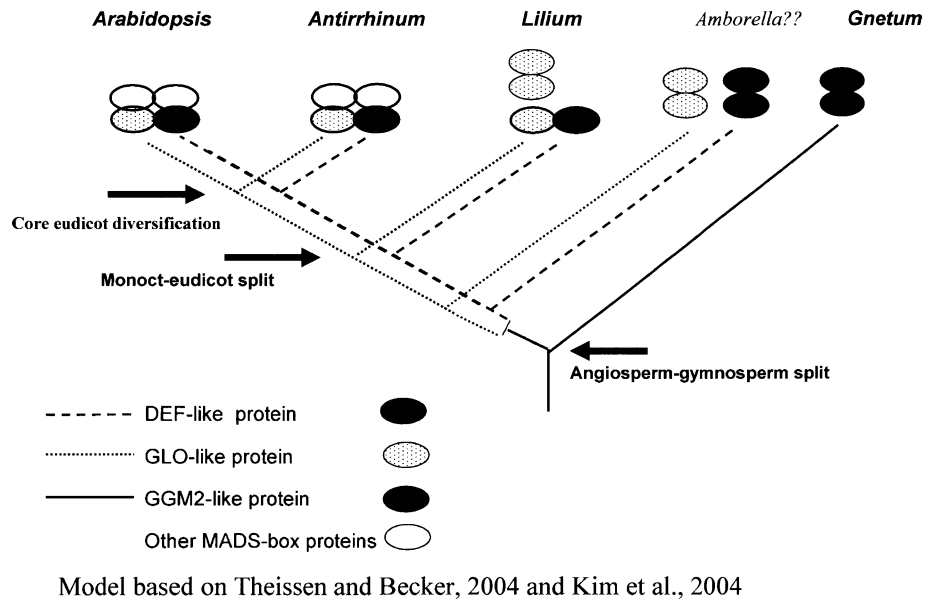 Arabidopsis Antirrhinum Lilium Amborella?? Gnetum
Core eudicot diversification
Monoct-eudicot split
Angiosperm-gymnosperm split
DEF-like protein
GLO-like protein
GGM2-like protein
Other MADS-box proteins
Model based on Theissen and Becker, 2004 and Kim et al., 2004